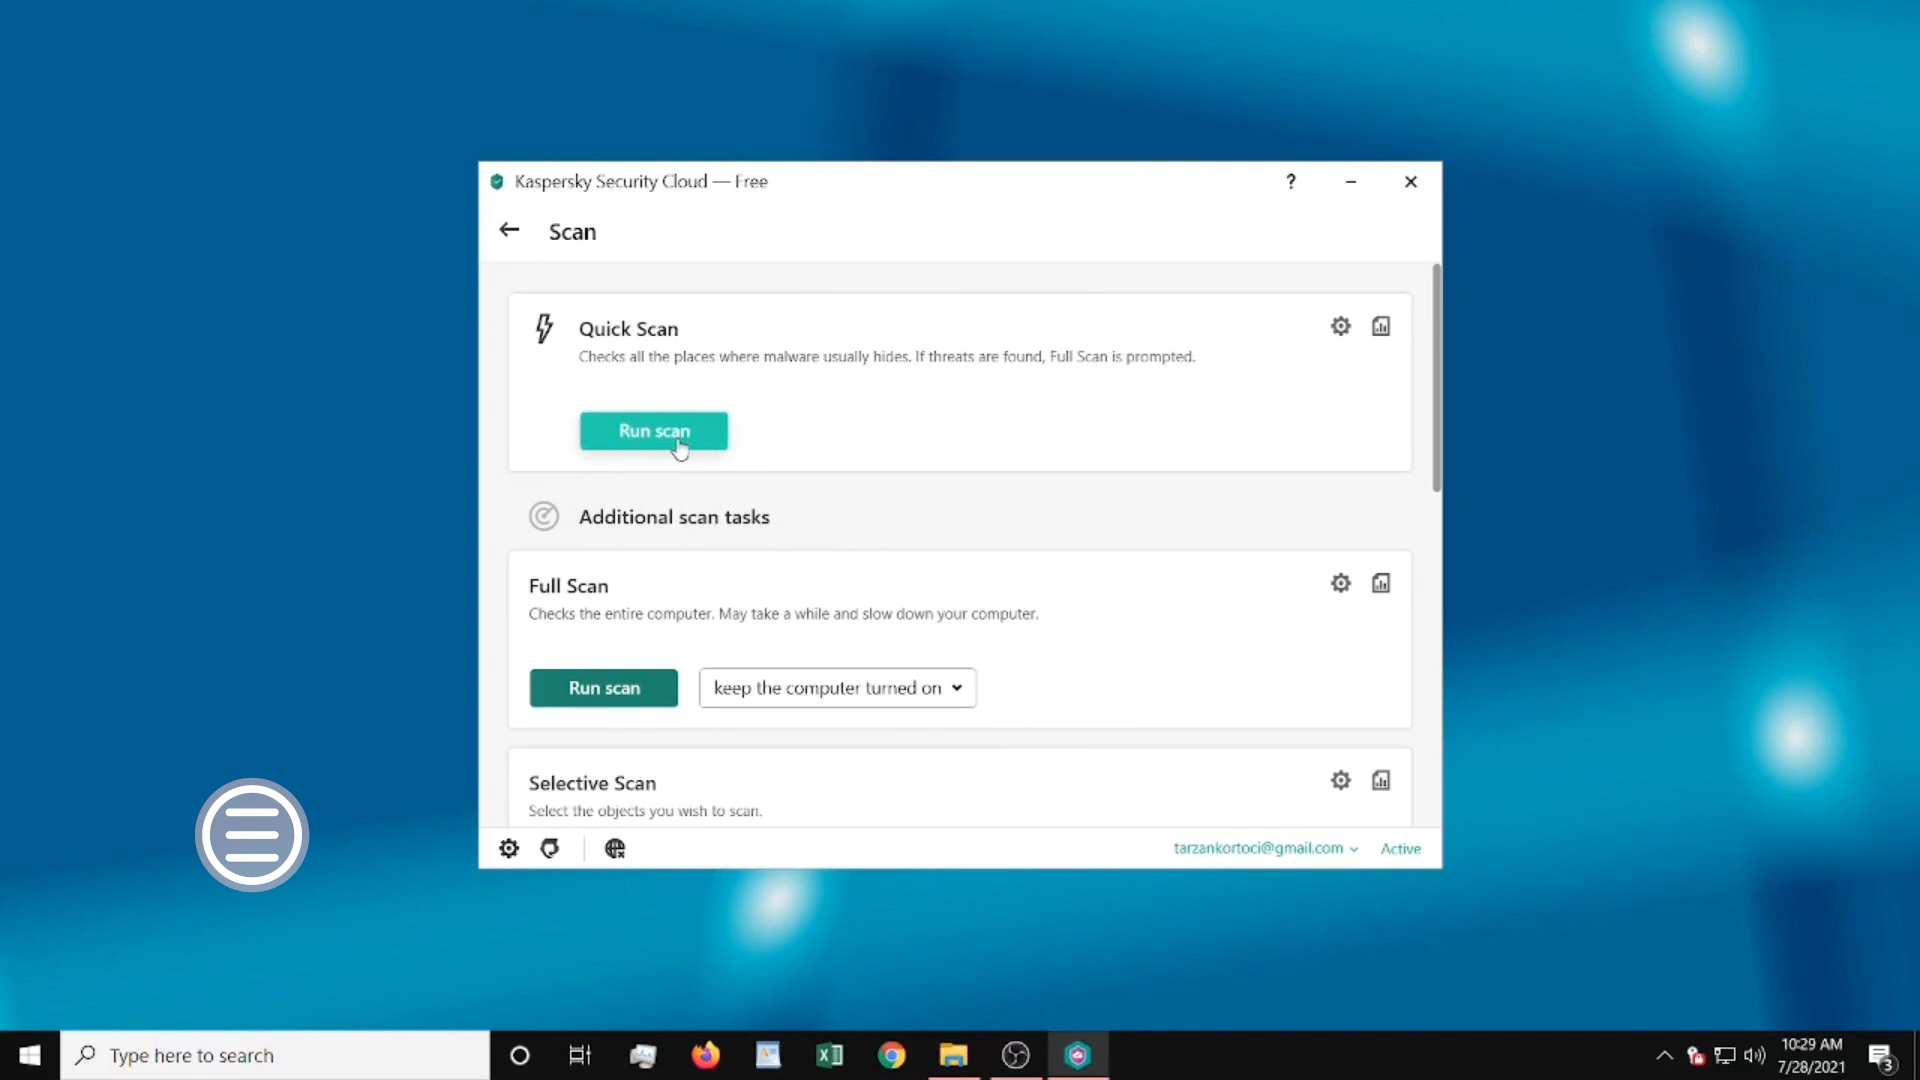 Kaspersky Security Cloud — Free
?
Scan
Quick Scan
Checks all the places where malware usually hides. If threats are found, Full Scan is prompted.
Run scan
Additional scan tasks
Full Scan
Checks the entire computer. May take a while and slow down your computer.
Run scan
keep the computer turned on
Selective Scan
Select the objects you wish to scan.
tarzankortoci@gmail.com
Active
Type here to search
10:29 AM
7/28/2021
3